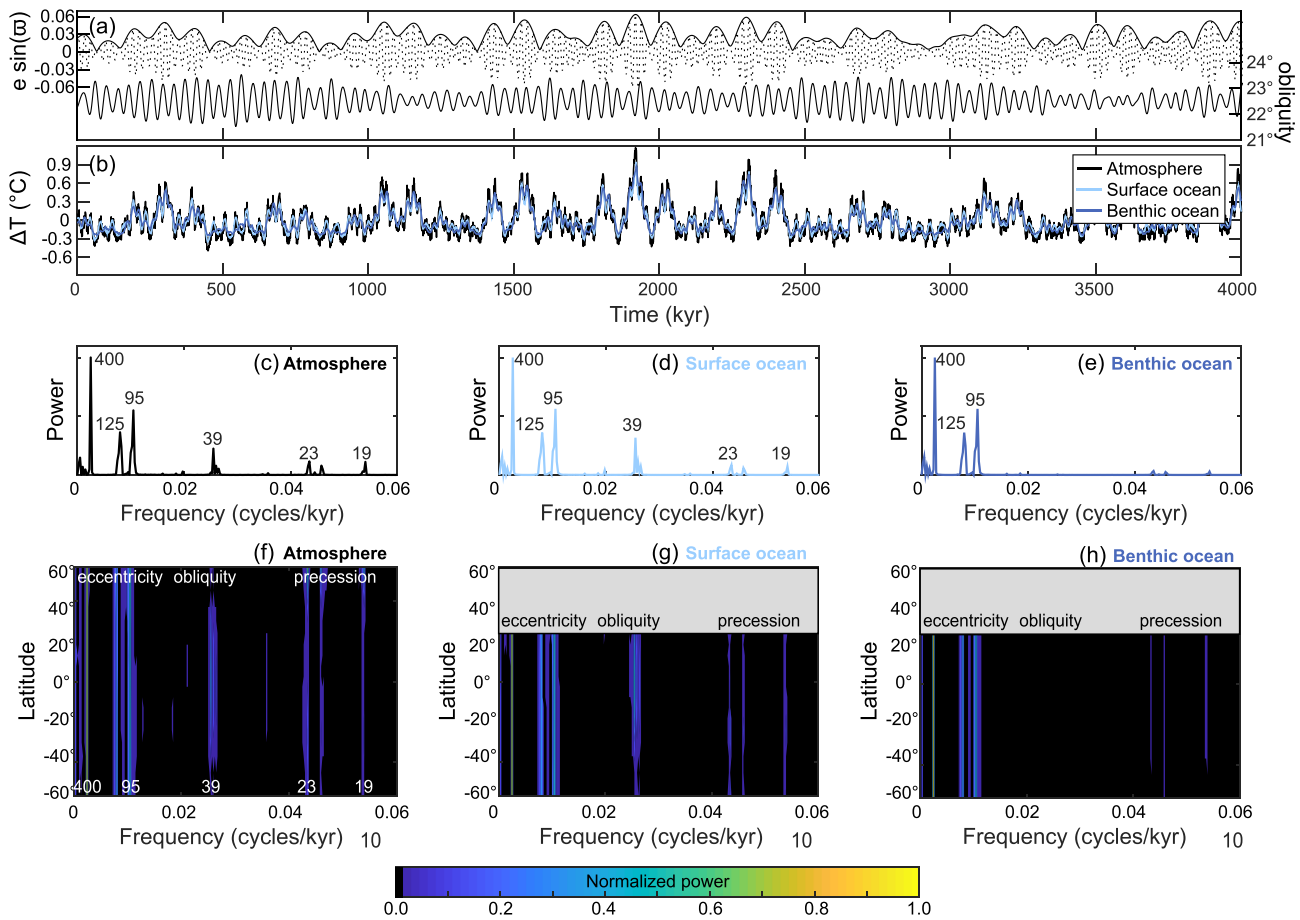 (a)
e sin(ϖ)
0.06
0.03
0
-0.03
-0.06
24°
23°
22°
21°
obliquity
(b)
ΔT (°C)
0.9
0.6
0.3
0
-0.3
-0.6
Atmosphere
Surface ocean
Benthic ocean
0 500 1000 1500 2000 2500 3000 3500 4000
Time (kyr)
(c) Atmosphere
Power
400
125
95
39
23
19
0 0.02 0.04 0.06
Frequency (cycles/kyr)
(d) Surface ocean
Power
400
125
95
39
23
19
0 0.02 0.04 0.06
Frequency (cycles/kyr)
(e) Benthic ocean
Power
400
125
95
23
19
0 0.02 0.04 0.06
Frequency (cycles/kyr)
(f) Atmosphere
Latitude
60°
40°
20°
0°
-20°
-40°
-60°
eccentricity obliquity precession
400 95 39 23 19
0 0.02 0.04 0.06
Frequency (cycles/kyr) 10
(g) Surface ocean
Latitude
60°
40°
20°
0°
-20°
-40°
-60°
eccentricity obliquity precession
0 0.02 0.04 0.06
Frequency (cycles/kyr) 10
(h) Benthic ocean
Latitude
60°
40°
20°
0°
-20°
-40°
-60°
eccentricity obliquity precession
0 0.02 0.04 0.06
Frequency (cycles/kyr) 10
Normalized power
0.0 0.2 0.4 0.6 0.8 1.0